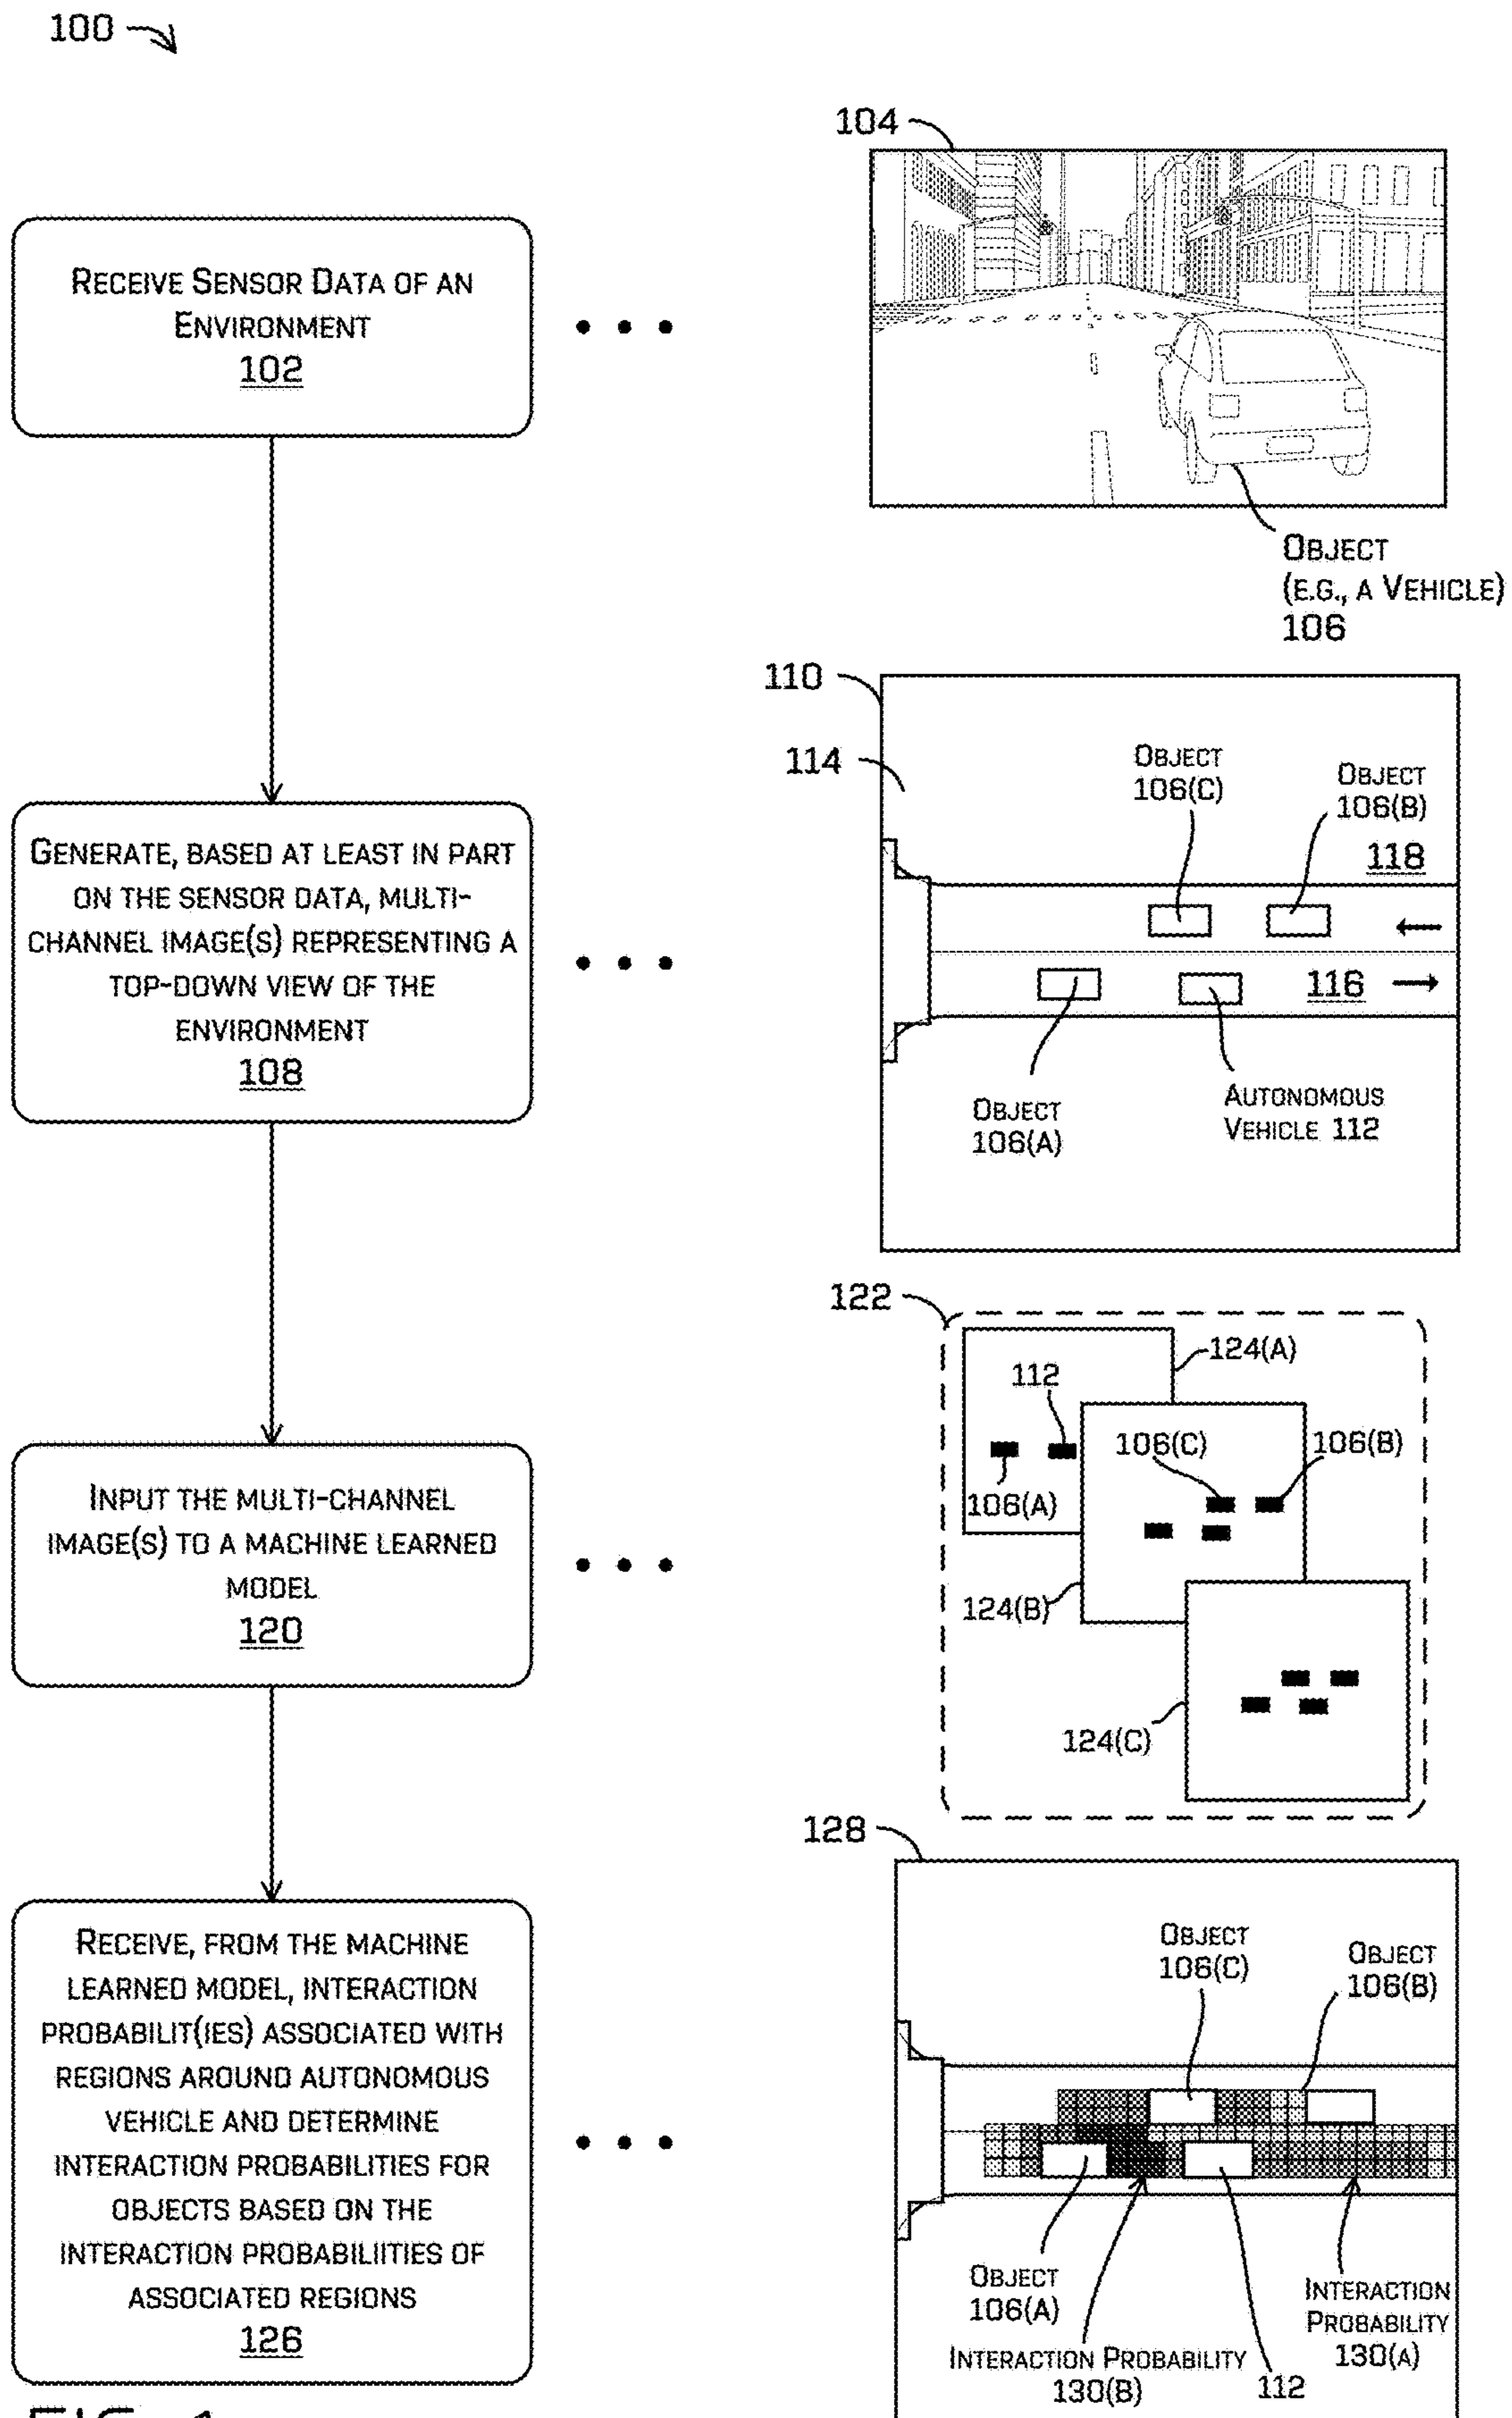 100
104
RECEIVE SENSOR DATA OF AN
ENVIRONMENT
102
OBJECT
(E.G., A VEHICLE)
106
110
114
OBJECT
106(C)
OBJECT
106(B)
118
116
GENERATE, BASED AT LEAST IN PART
ON THE SENSOR DATA, MULTI-
CHANNEL IMAGE(S) REPRESENTING A
TOP-DOWN VIEW OF THE
ENVIRONMENT
108
OBJECT
106(A)
AUTONOMOUS
VEHICLE 112
122
124(A)
112
106(C)
106(B)
106(A)
INPUT THE MULTI-CHANNEL
IMAGE(S) TO A MACHINE LEARNED
MODEL
120
124(B)
124(C)
128
RECEIVE, FROM THE MACHINE
LEARNED MODEL, INTERACTION
PROBABILIT(IES) ASSOCIATED WITH
REGIONS AROUND AUTONOMOUS
VEHICLE AND DETERMINE
INTERACTION PROBABILITIES FOR
OBJECTS BASED ON THE
INTERACTION PROBABILIITIES OF
ASSOCIATED REGIONS
126
OBJECT
106(C)
OBJECT
106(B)
OBJECT
106(A)
INTERACTION PROBABILITY
130(B)
112
INTERACTION
PROBABILITY
130(A)